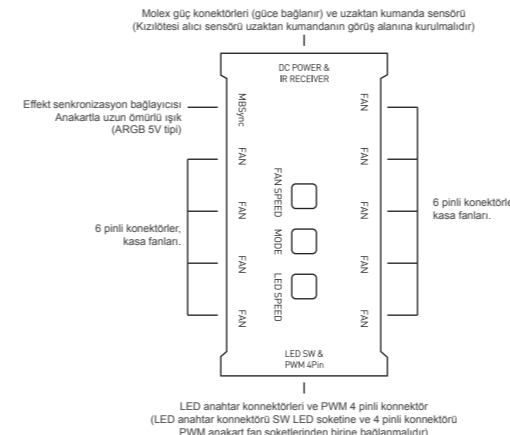 Molex güç konektörleri (güce bağlanır) ve uzaktan kumanda sensörü
(Kızılötesi alıcı sensörü uzaktan kumandanın görüş alanına kurulmalıdır)
DC POWER &
IR RECEIVER
Effekt senkronizasyon bağlayıcısı
Anakartla uzun ömürlü ışık
(ARGB 5V tipi)
MBSync
FAN
FAN
FAN
FAN
FAN
FAN
FAN
FAN
FAN
FAN SPEED
MODE
LED SPEED
6 pinli konektörler,
kasa fanları.
6 pinli konektörle
kasa fanları.
LED SW &
PWM 4Pin
LED anahtar konnektörleri ve PWM 4 pinli konnektör
(LED anahtar konnektörü SW LED soketine ve 4 pinli konnektörü
PWM anakart fan soketlerinden birine bağlanmalıdır)